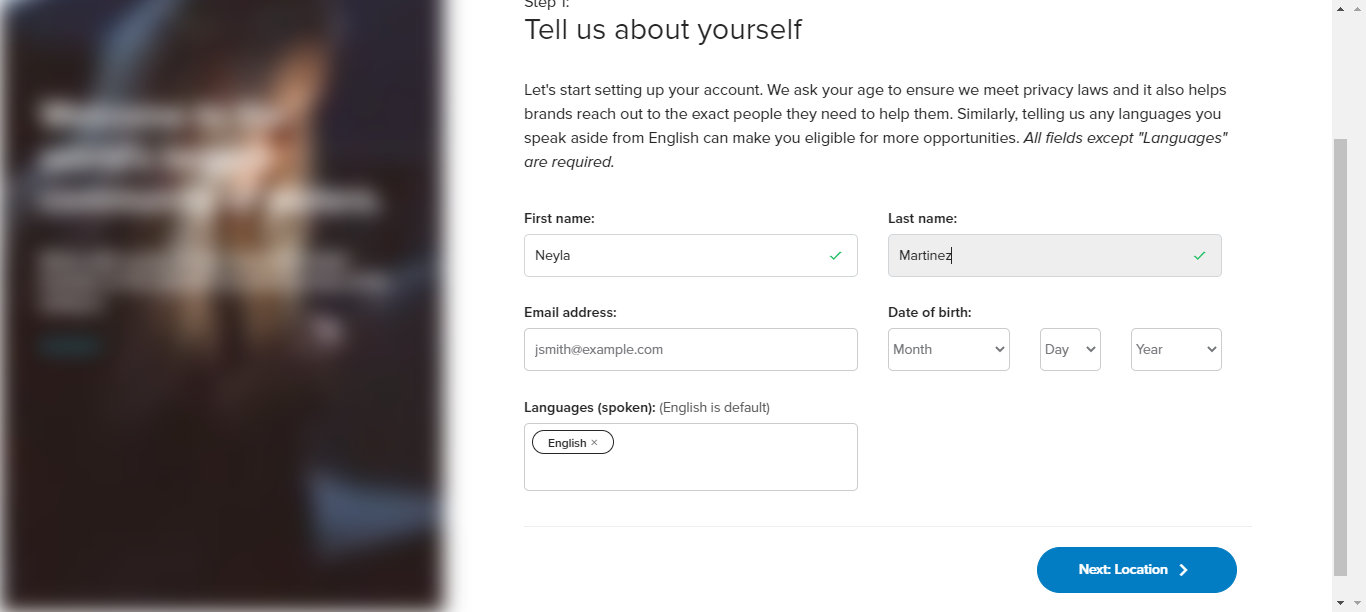 Step 1:
Tell us about yourself
Let's start setting up your account. We ask your age to ensure we meet privacy laws and it also helps
brands reach out to the exact people they need to help them. Similarly, telling us any languages you
speak aside from English can make you eligible for more opportunities. All fields except "Languages"
are required.
First name: Last name:
Neyla Martinez
Email address: Date of birth:
jsmith@example.com Month Day Year
Languages (spoken): (English is default)
English ×
Next: Location